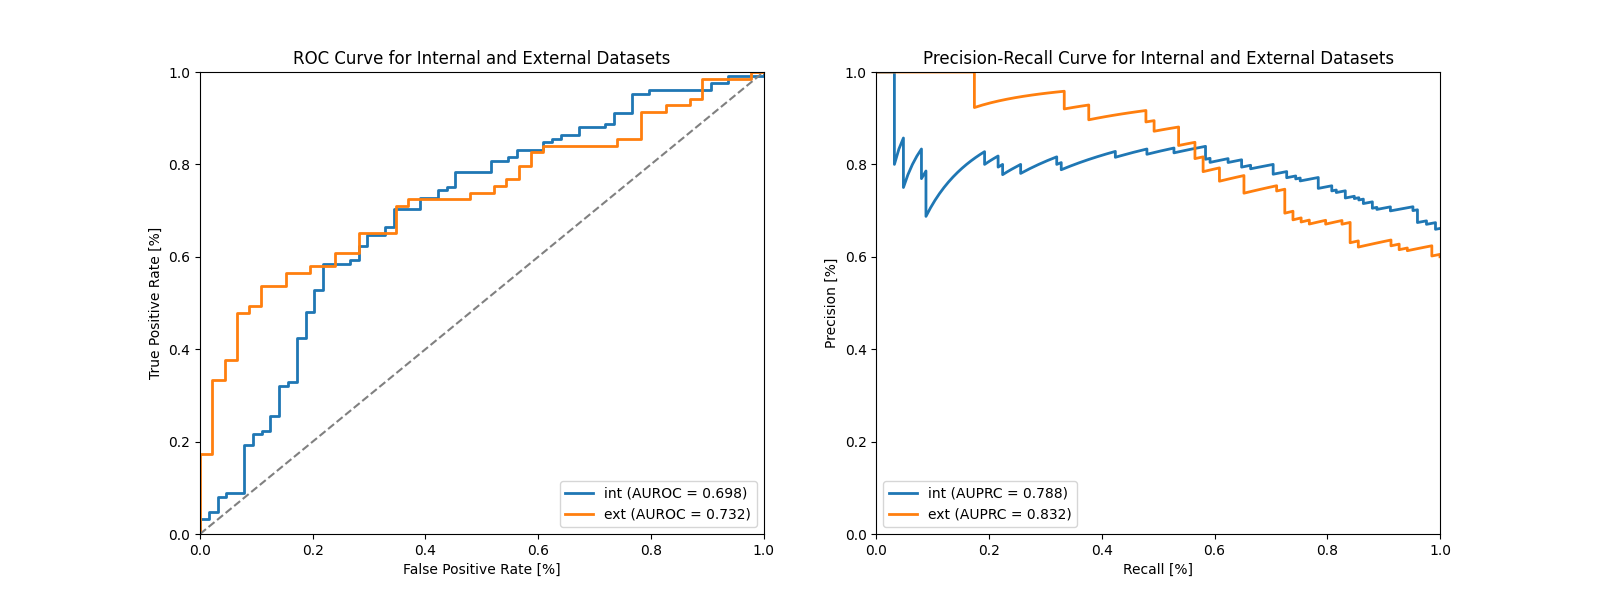 ROC Curve for Internal and External Datasets
1.0
0.8
0.6
0.4
0.2
0.0
True Positive Rate [%]
0.0 0.2 0.4 0.6 0.8 1.0
False Positive Rate [%]
int (AUROC = 0.698)
ext (AUROC = 0.732)
Precision-Recall Curve for Internal and External Datasets
1.0
0.8
0.6
0.4
0.2
0.0
Precision [%]
0.0 0.2 0.4 0.6 0.8 1.0
Recall [%]
int (AUPRC = 0.788)
ext (AUPRC = 0.832)